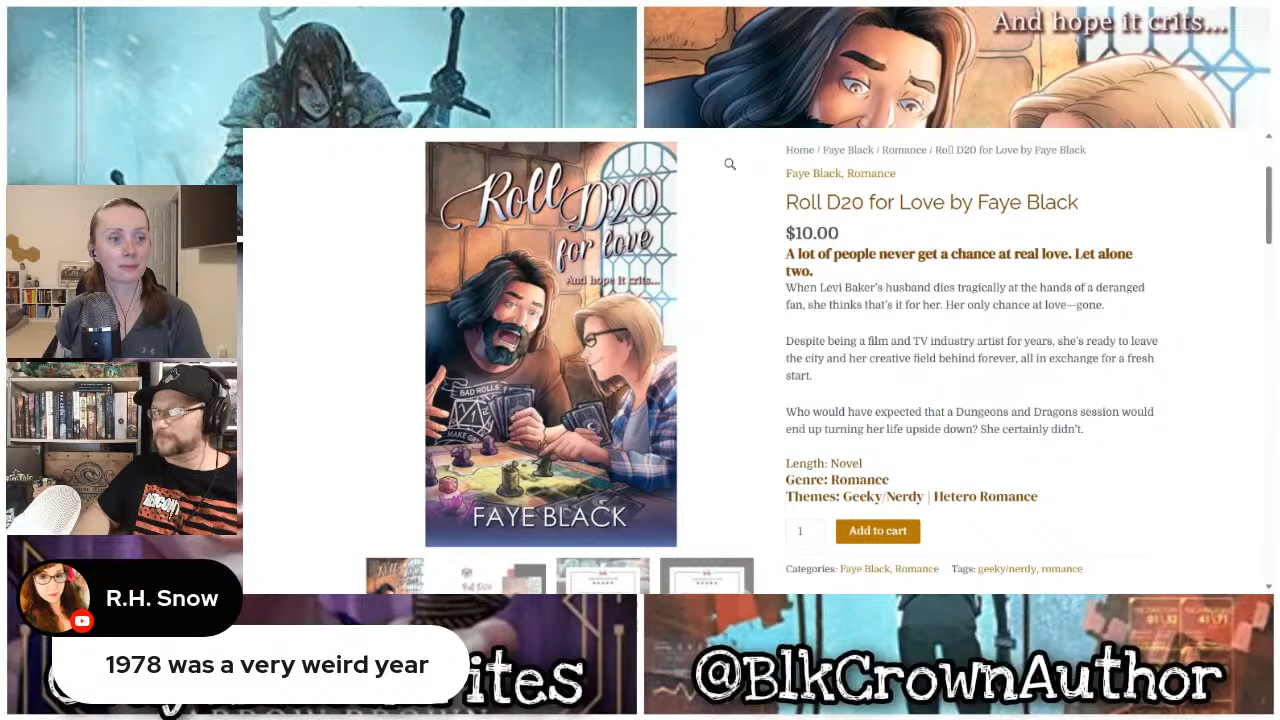 And hope it crits...
Home / Faye Black / Romance / Roll D20 for Love by Faye Black
Faye Black, Romance
Roll D20 for Love by Faye Black
$10.00
A lot of people never get a chance at real love. Let alone
two.
When Levi Baker's husband dies tragically at the hands of a deranged
fan, she thinks that's it for her. Her only chance at love—gone.
Despite being a film and TV industry artist for years, she's ready to leave
the city and her creative field behind forever, all in exchange for a fresh
start.
Who would have expected that a Dungeons and Dragons session would
end up turning her life upside down? She certainly didn't.
Length: Novel
Genre: Romance
Themes: Geeky/Nerdy | Hetero Romance
1
Add to cart
Categories: Faye Black, Romance Tags: geeky/nerdy, romance
Roll D20
for love
And hope it crits...
BAD ROLLS
FAYE BLACK
R.H. Snow
1978 was a very weird year
@BlkCrownAuthor